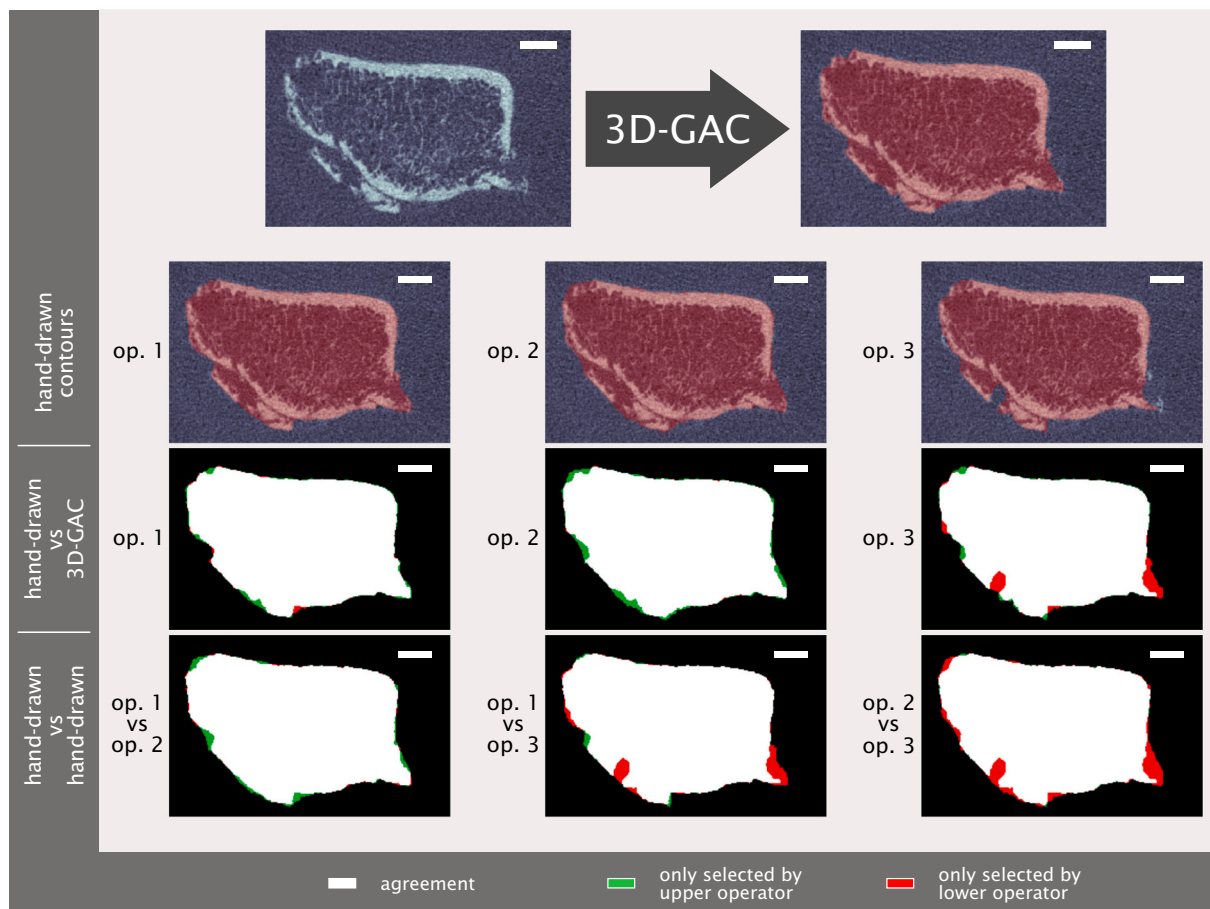 3D-GAC
hand-drawn
contours
op. 1
op. 2
op. 3
hand-drawn
vs
3D-GAC
op. 1
op. 2
op. 3
hand-drawn
vs
hand-drawn
op. 1
vs
op. 2
op. 1
vs
op. 3
op. 2
vs
op. 3
agreement
only selected by
upper operator
only selected by
lower operator